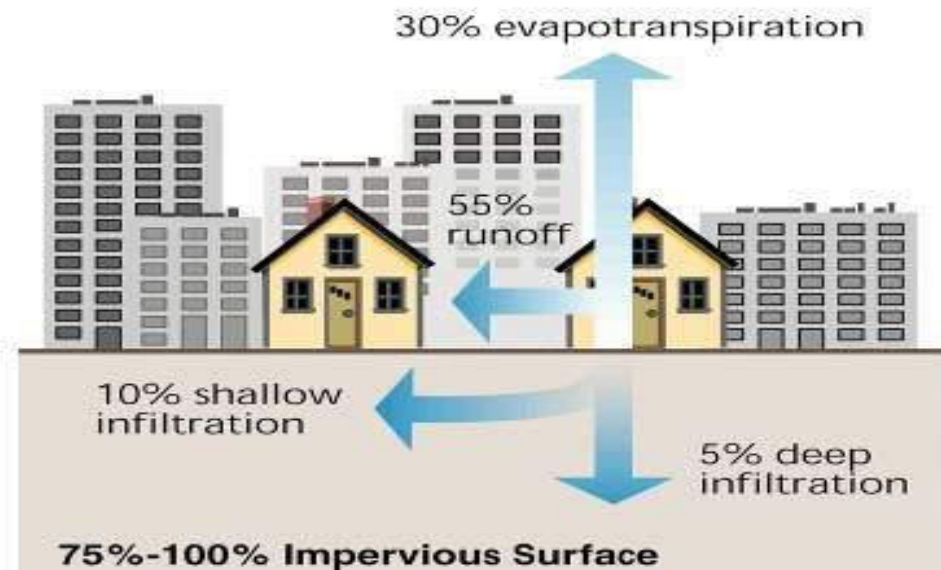 30% evapotranspiration
55%
runoff
10% shallow
infiltration
5% deep
infiltration
75%-100% Impervious Surface